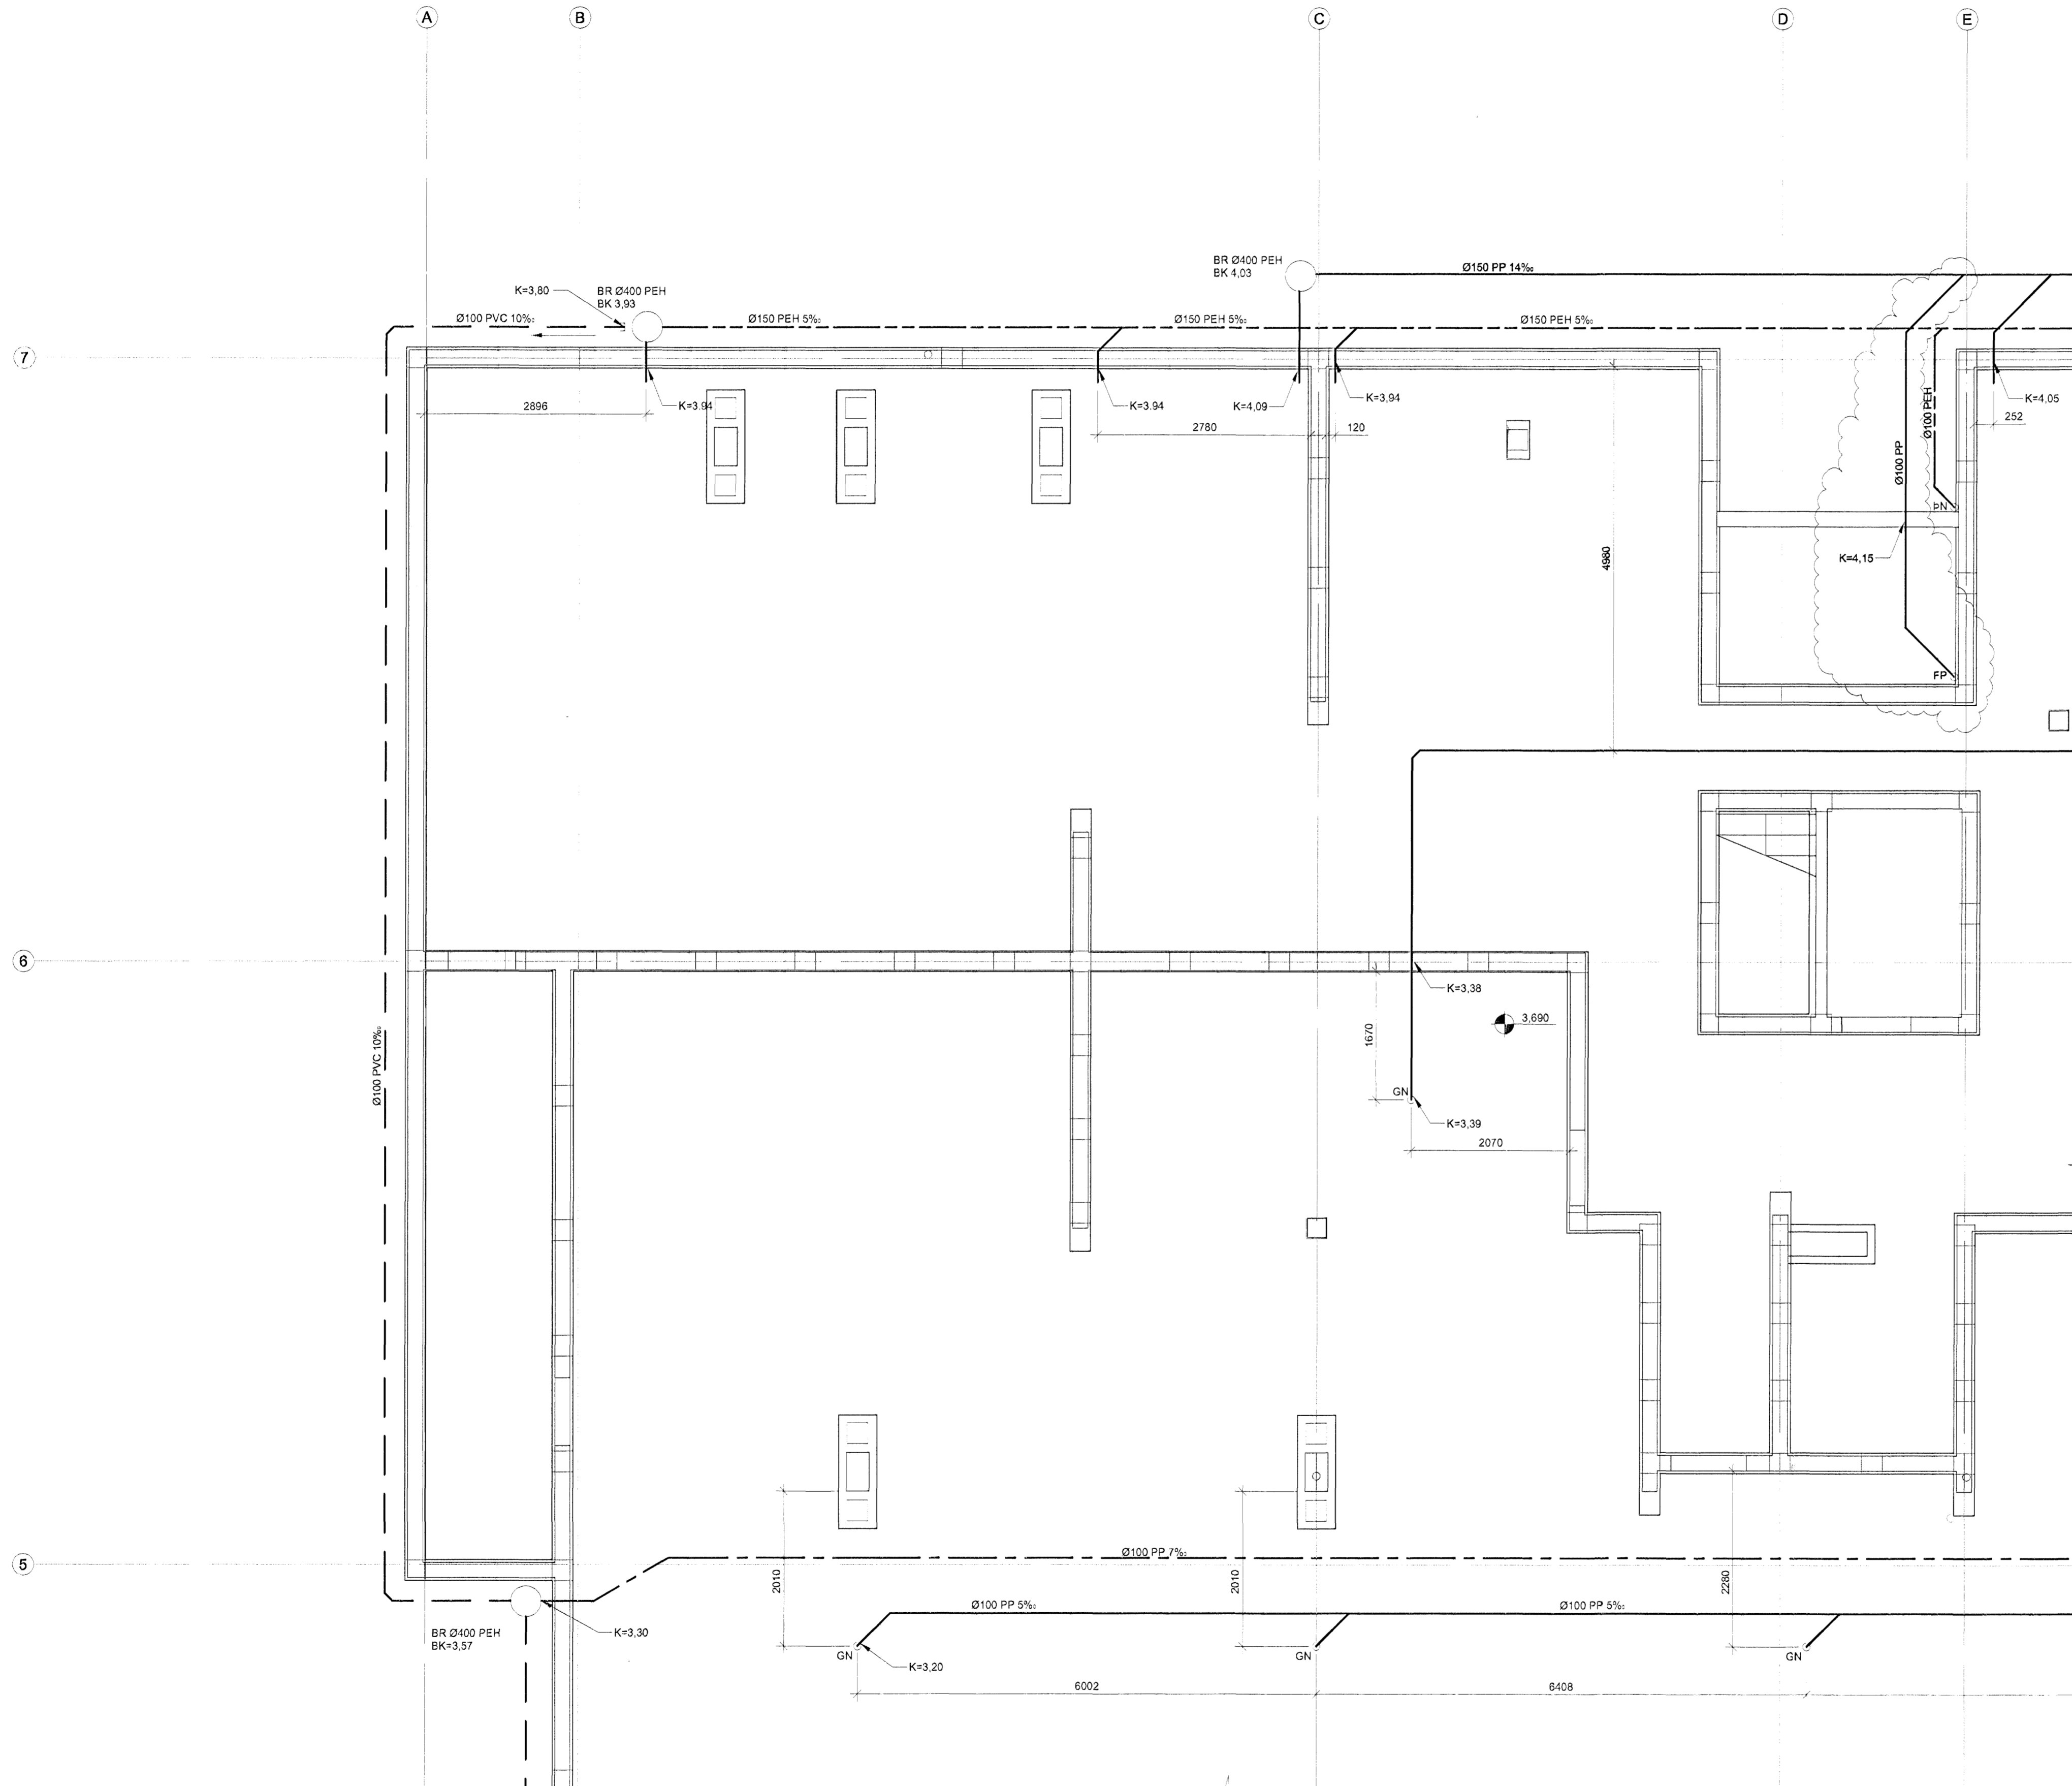 A
B
C
D
E
BR Ø400 PEH
BK 4,03
Ø150 PP 14‰
K=3,80
BR Ø400 PEH
BK 3,93
Ø100 PVC 10‰
Ø150 PEH 5‰
Ø150 PEH 5‰
Ø150 PEH 5‰
7
2896
K=3.94
K=3.94
K=4,09
K=3,94
2780
120
K=4,05
252
Ø100 PEH
Ø100 PP
ÞN
K=4,15
4980
FP
6
K=3,38
3,690
1670
GN
K=3,39
2070
Ø100 PVC 10‰
5
Ø100 PP 7‰
2010
2010
2280
Ø100 PP 5‰
Ø100 PP 5‰
BR Ø400 PEH
BK=3,57
K=3,30
GN
K=3,20
GN
GN
6002
6408